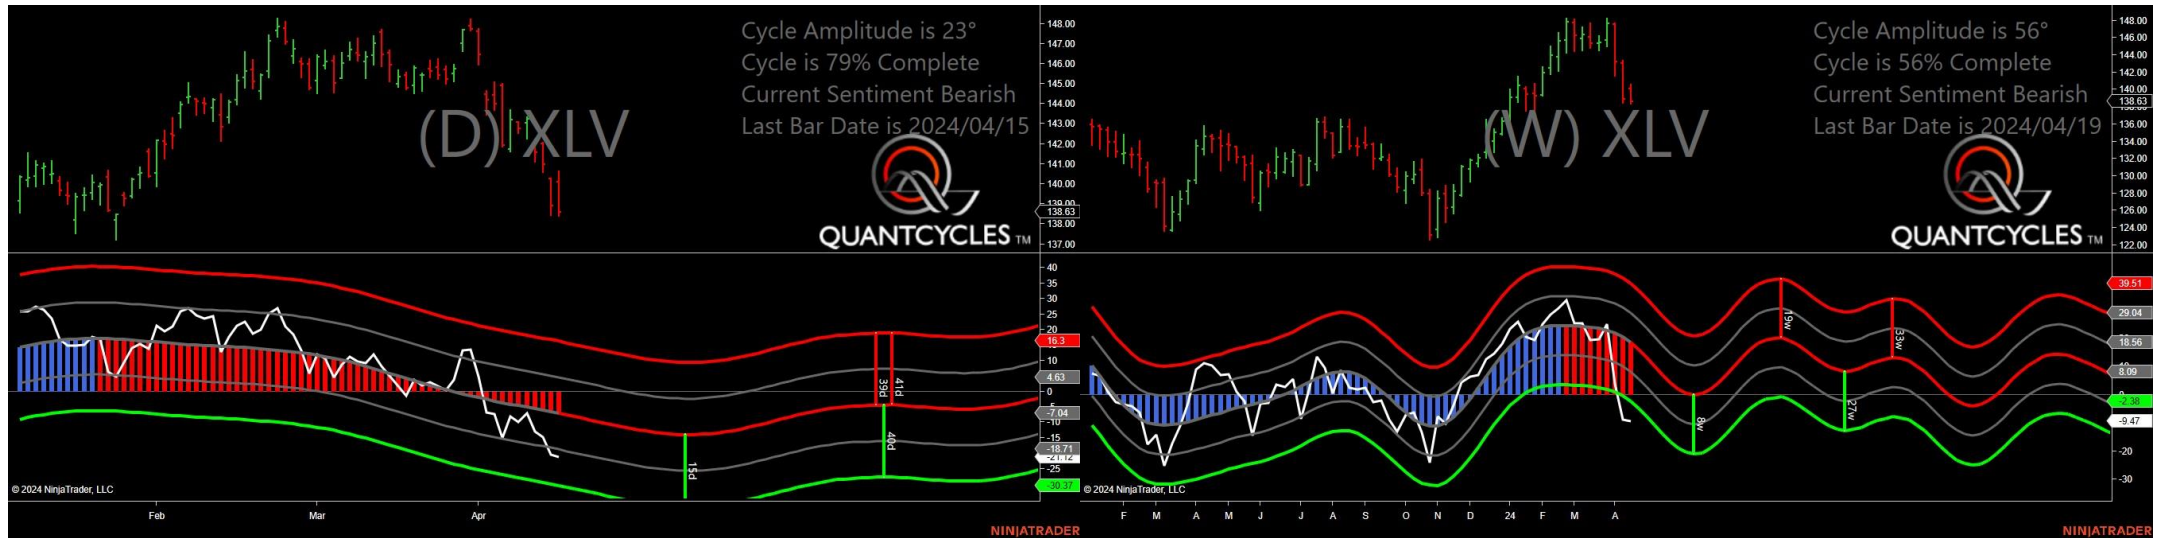 Cycle Amplitude is 23°
Cycle is 79% Complete
Current Sentiment Bearish
Last Bar Date is 2024/04/15
(D) XLV
QUANTCYCLES TM
148.00
147.00
146.00
145.00
144.00
143.00
142.00
141.00
140.00
139.00
138.63
138.00
137.00
40
35
30
25
20
16.3
10
4.63
0
-5
-7.04
-10
-15
-18.71
-21.12
-25
-30.37
39d
41d
40d
15d
© 2024 NinjaTrader, LLC
Feb
Mar
Apr
NINJATRADER
Cycle Amplitude is 56°
Cycle is 56% Complete
Current Sentiment Bearish
Last Bar Date is 2024/04/19
(W) XLV
QUANTCYCLES TM
148.00
146.00
144.00
142.00
140.00
138.63
136.00
134.00
132.00
130.00
128.00
126.00
124.00
122.00
39.51
29.04
18.56
8.09
-2.38
-9.47
-20
-30
19w
33w
27w
8w
© 2024 NinjaTrader, LLC
F
M
A
M
J
J
A
S
O
N
D
24
F
M
A
NINJATRADER